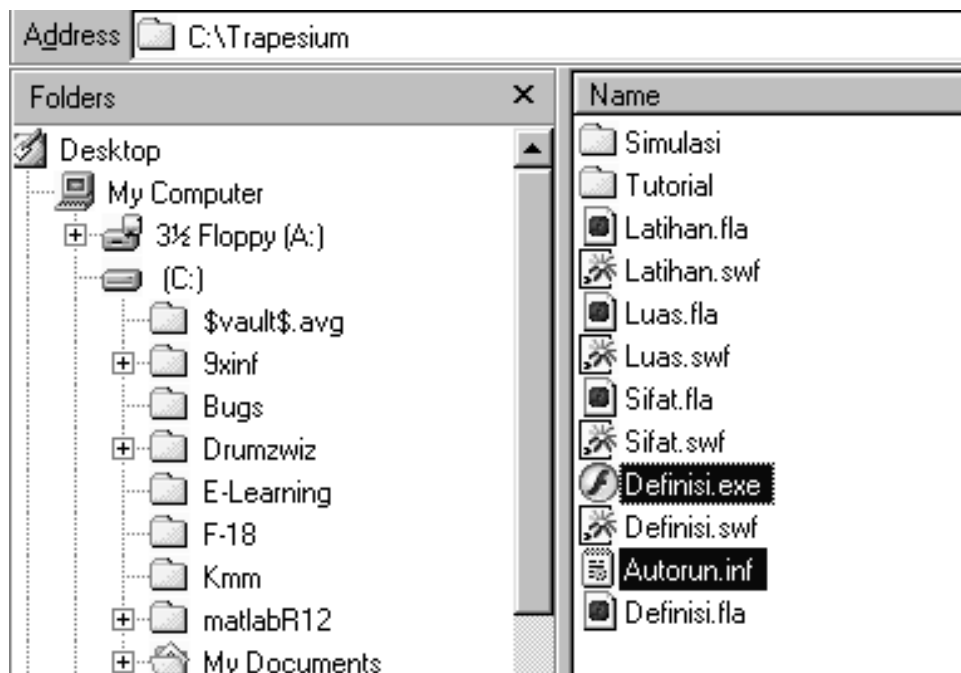 Address C:\Trapesium
Folders
Desktop
My Computer
3½ Floppy (A:)
(C:)
$vault$.avg
9xinf
Bugs
Drumzwiz
E-Learning
F-18
Kmm
matlabR12
My Documents
Name
Simulasi
Tutorial
Latihan.fla
Latihan.swf
Luas.fla
Luas.swf
Sifat.fla
Sifat.swf
Definisi.exe
Definisi.swf
Autorun.inf
Definisi.fla